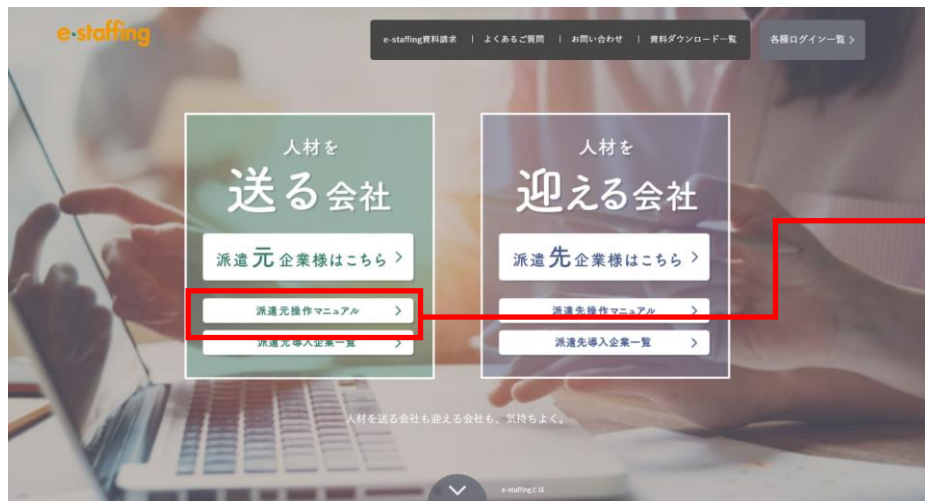 e-staffing
e-staffing資料請求 | よくあるご質問 | お問い合わせ | 資料ダウンロード一覧
各種ログイン一覧 >
人材を
送る会社
派遣元企業様はこちら >
派遣元操作マニュアル >
派遣元導入企業一覧 >
人材を
迎える会社
派遣先企業様はこちら >
派遣先操作マニュアル >
派遣先導入企業一覧 >
人材を送る会社も迎える会社も、気持ちよく。
e-staffingとは